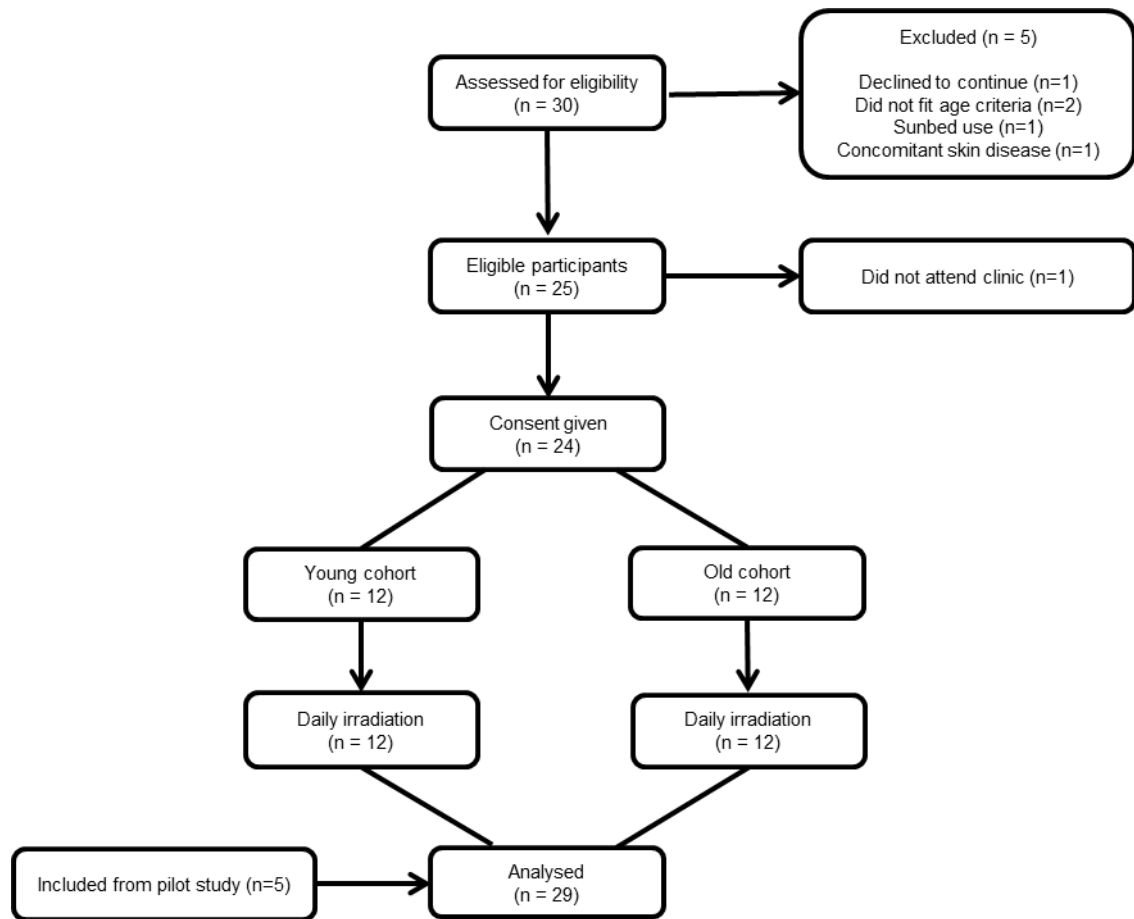 Assessed for eligibility
(n = 30)
Excluded (n = 5)
Declined to continue (n=1)
Did not fit age criteria (n=2)
Sunbed use (n=1)
Concomitant skin disease (n=1)
Eligible participants
(n = 25)
Did not attend clinic (n=1)
Consent given
(n = 24)
Young cohort
(n = 12)
Old cohort
(n = 12)
Daily irradiation
(n = 12)
Daily irradiation
(n = 12)
Included from pilot study (n=5)
Analysed
(n = 29)